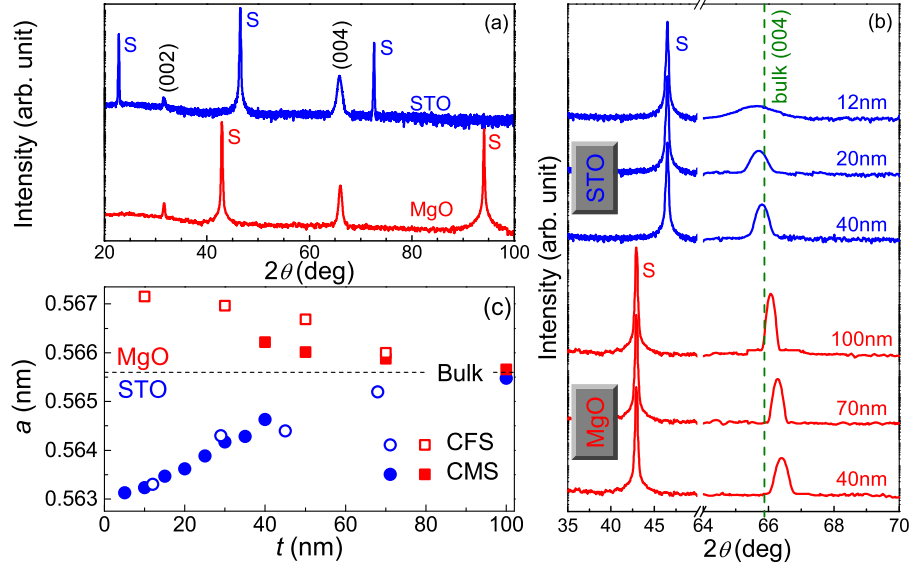 (a)
S
S
S
(002)
(004)
STO
S
S
MgO
Intensity (arb. unit)
20 40 60 80 100
2θ (deg)
(b)
S
bulk (004)
12nm
20nm
40nm
STO
S
100nm
70nm
40nm
MgO
Intensity (arb. unit)
35 45 64 66 68 70
2θ (deg)
(c)
0.567
0.566
0.565
0.564
0.563
a (nm)
MgO
STO
Bulk
CFS
CMS
0 20 40 60 80 100
t (nm)